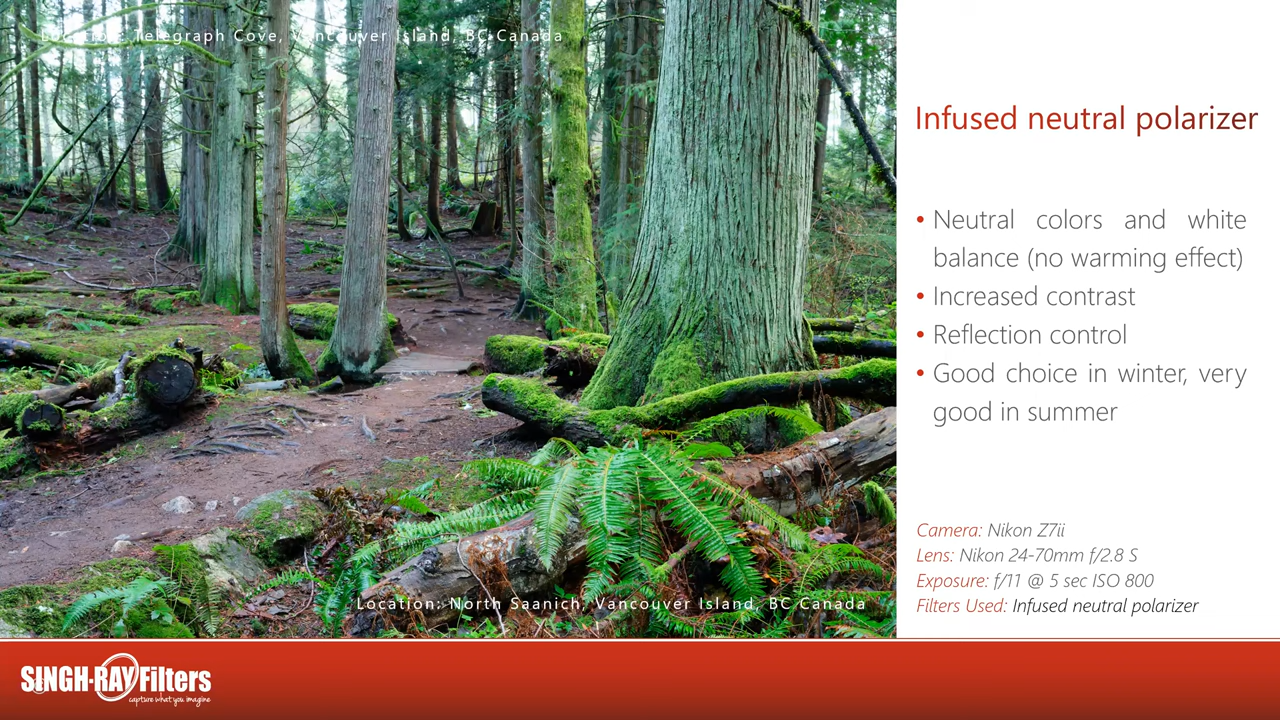 Location: Telegraph Cove, Vancouver Island, BC Canada
Infused neutral polarizer
• Neutral colors and white
balance (no warming effect)
• Increased contrast
• Reflection control
• Good choice in winter, very
good in summer
Camera: Nikon Z7ii
Lens: Nikon 24-70mm f/2.8 S
Exposure: f/11 @ 5 sec ISO 800
Filters Used: Infused neutral polarizer
Location: North Saanich, Vancouver Island, BC Canada
SINGH-RAY Filters
capture what you imagine